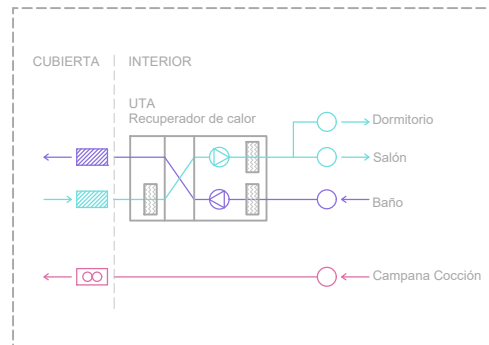 CUBIERTA
INTERIOR
UTA
Recuperador de calor
Dormitorio
Salón
Baño
Campana Cocción